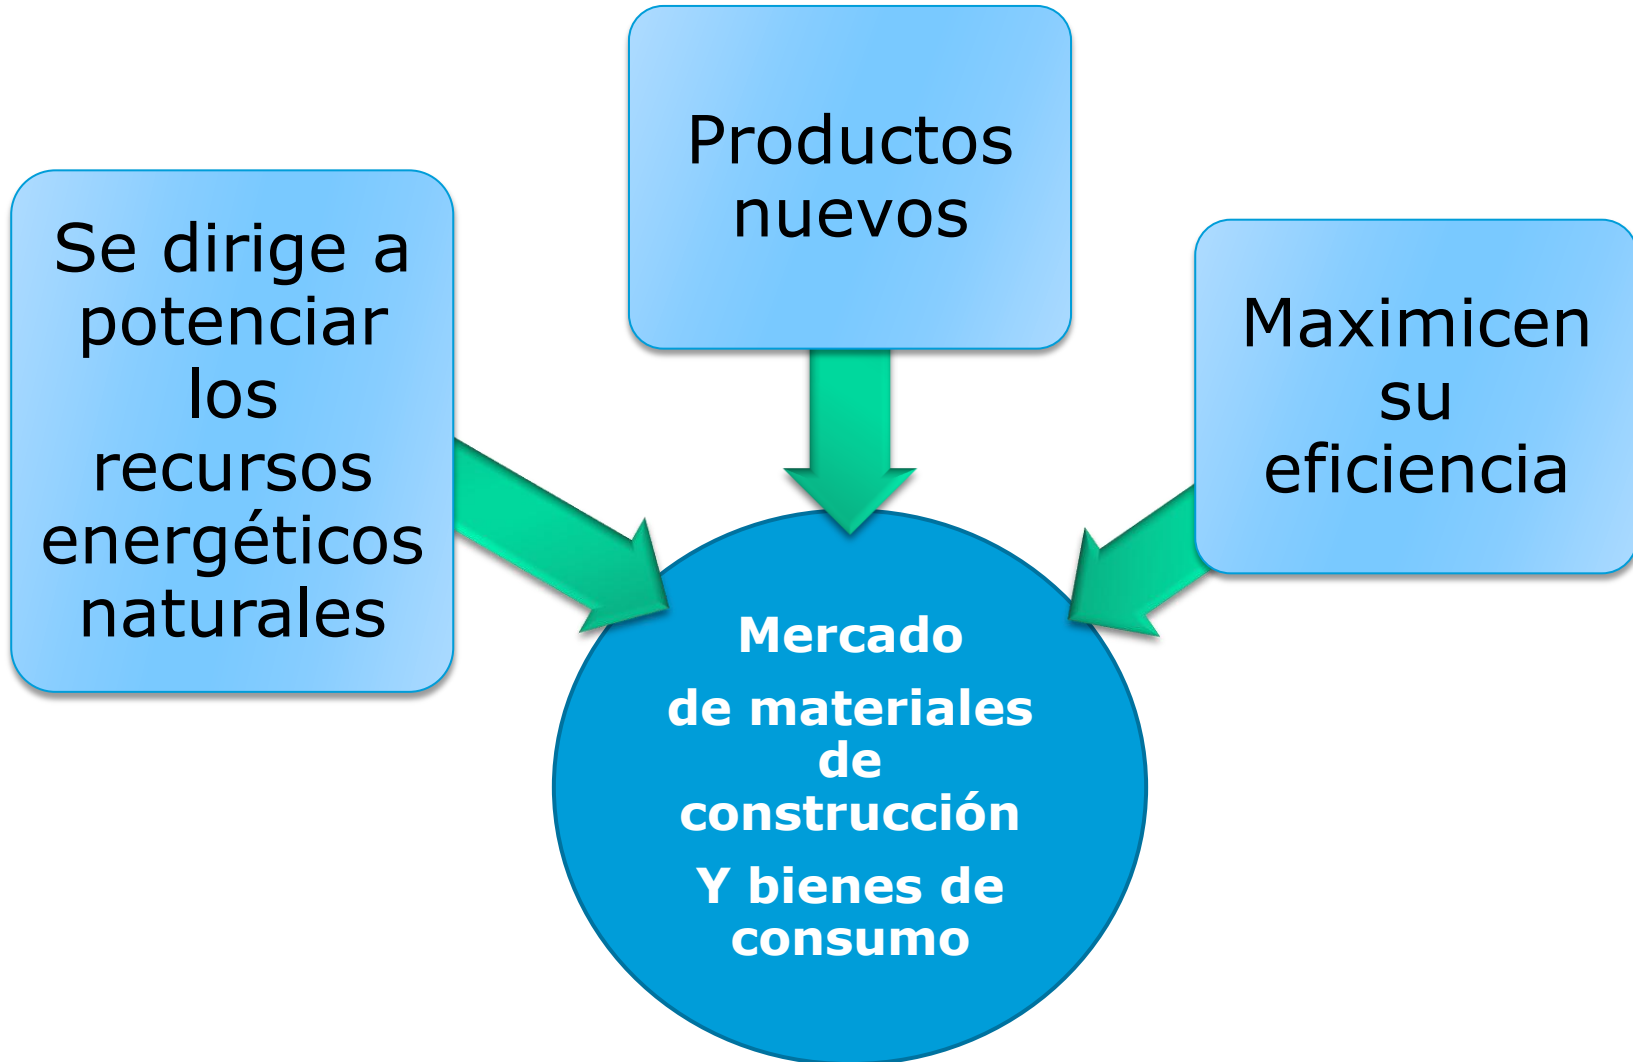 Se dirige a
potenciar
los
recursos
energéticos
naturales
Productos
nuevos
Maximicen
su
eficiencia
Mercado
de materiales
de
construcción
Y bienes de
consumo